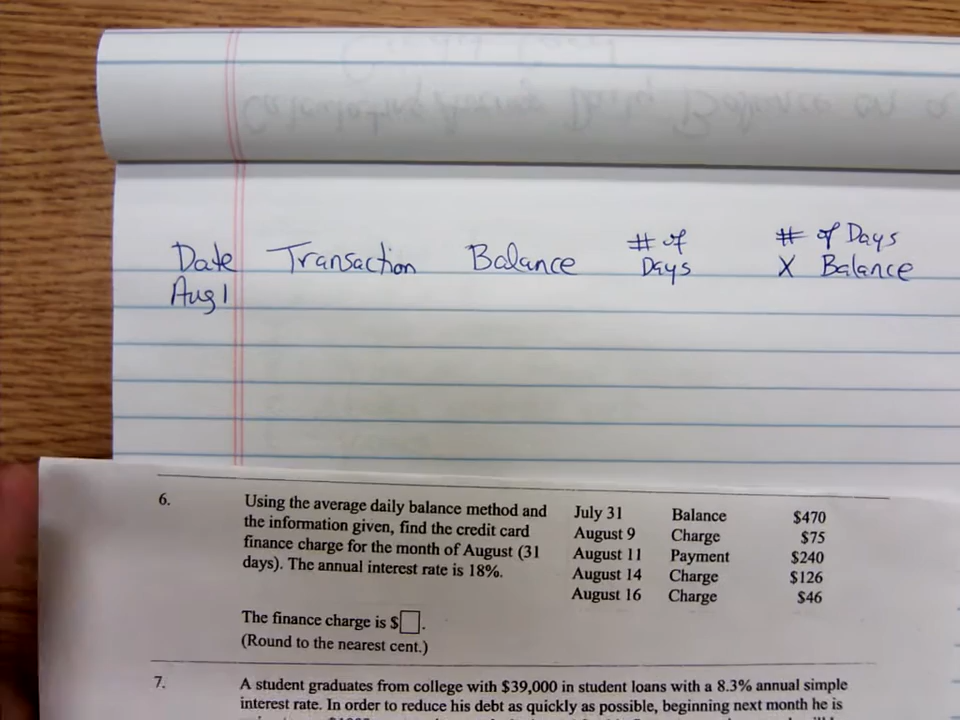 Date Transaction Balance # of Days # of Days X Balance
Aug 1
6. Using the average daily balance method and
the information given, find the credit card
finance charge for the month of August (31
days). The annual interest rate is 18%.
July 31 Balance $470
August 9 Charge $75
August 11 Payment $240
August 14 Charge $126
August 16 Charge $46
The finance charge is $ .
(Round to the nearest cent.)
7. A student graduates from college with $39,000 in student loans with a 8.3% annual simple
interest rate. In order to reduce his debt as quickly as possible, beginning next month he is